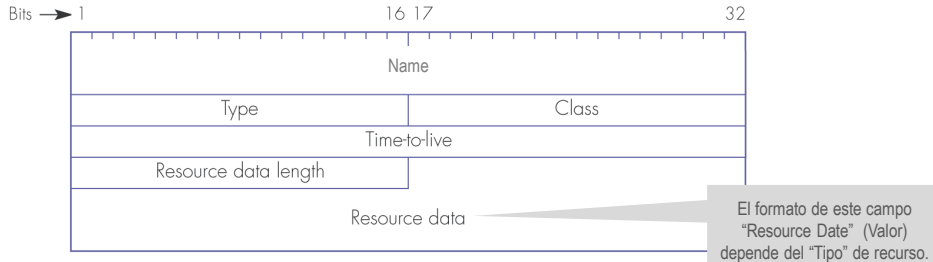 Bits 1 16 17 32
Name
Type Class
Time-to-live
Resource data length
Resource data
El formato de este campo
“Resource Date” (Valor)
depende del “Tipo” de recurso.